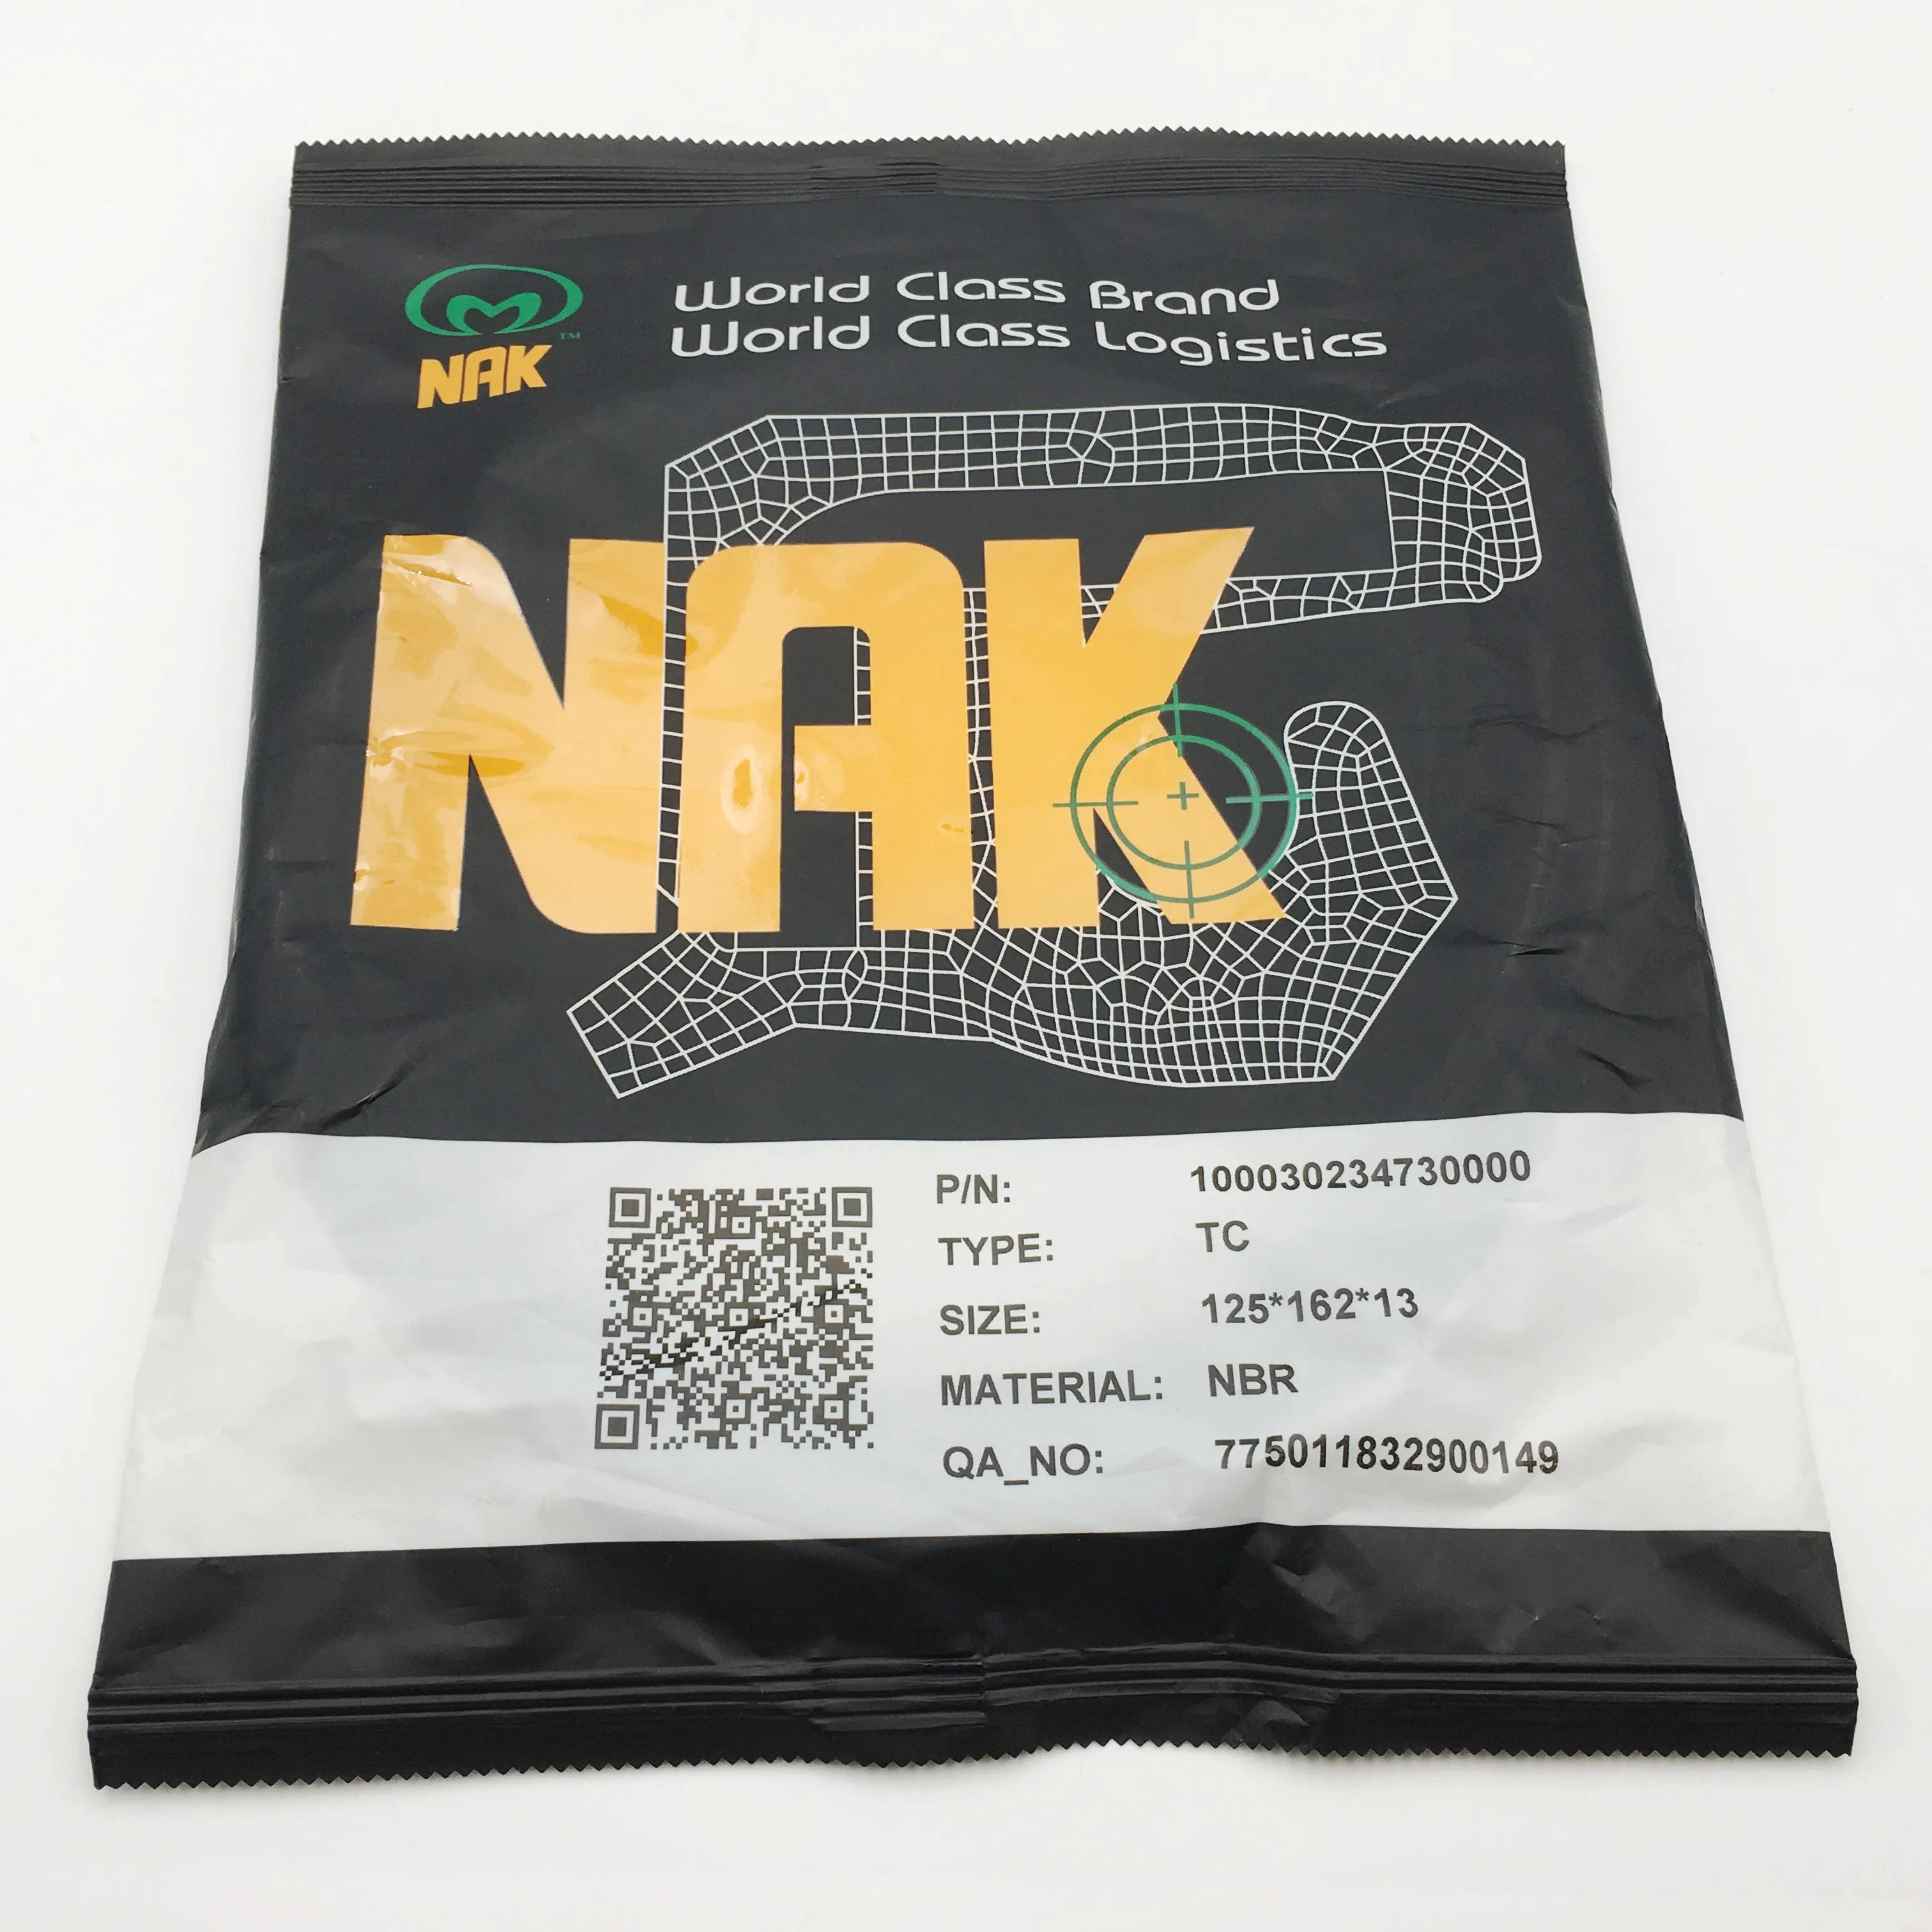 World Class Brand
World Class Logistics
™
NAK
NAK
P/N: 100030234730000
TYPE: TC
SIZE: 125*162*13
MATERIAL: NBR
QA_NO: 775011832900149